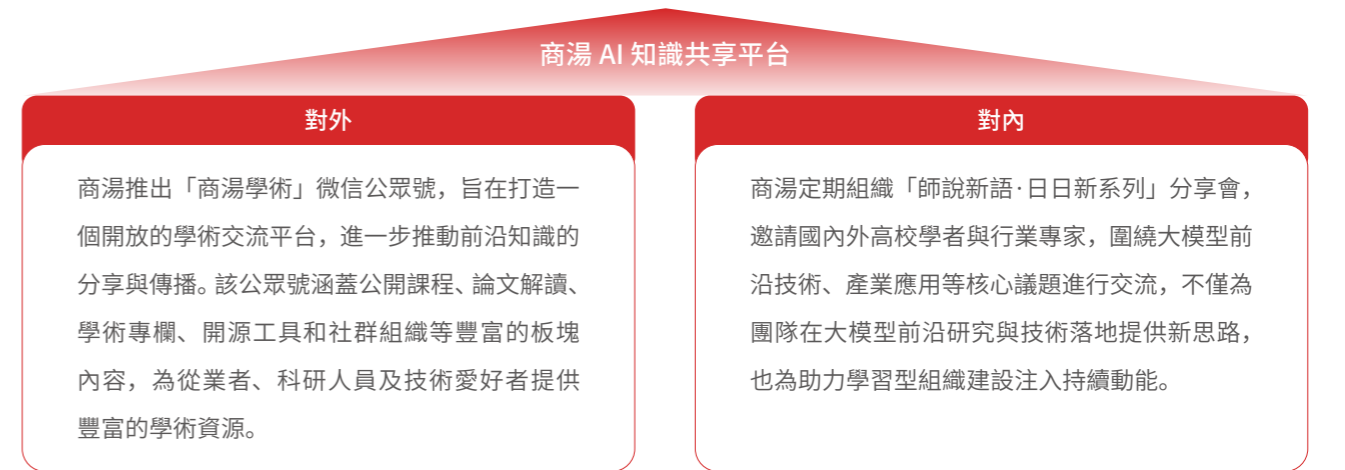 商湯 AI 知識共享平台
對外
商湯推出「商湯學術」微信公眾號，旨在打造一
個開放的學術交流平台，進一步推動前沿知識的
分享與傳播。該公眾號涵蓋公開課程、論文解讀、
學術專欄、開源工具和社群組織等豐富的板塊
內容，為從業者、科研人員及技術愛好者提供
豐富的學術資源。
對內
商湯定期組織「師說新語·日日新系列」分享會，
邀請國內外高校學者與行業專家，圍繞大模型前
沿技術、產業應用等核心議題進行交流，不僅為
團隊在大模型前沿研究與技術落地提供新思路，
也為助力學習型組織建設注入持續動能。